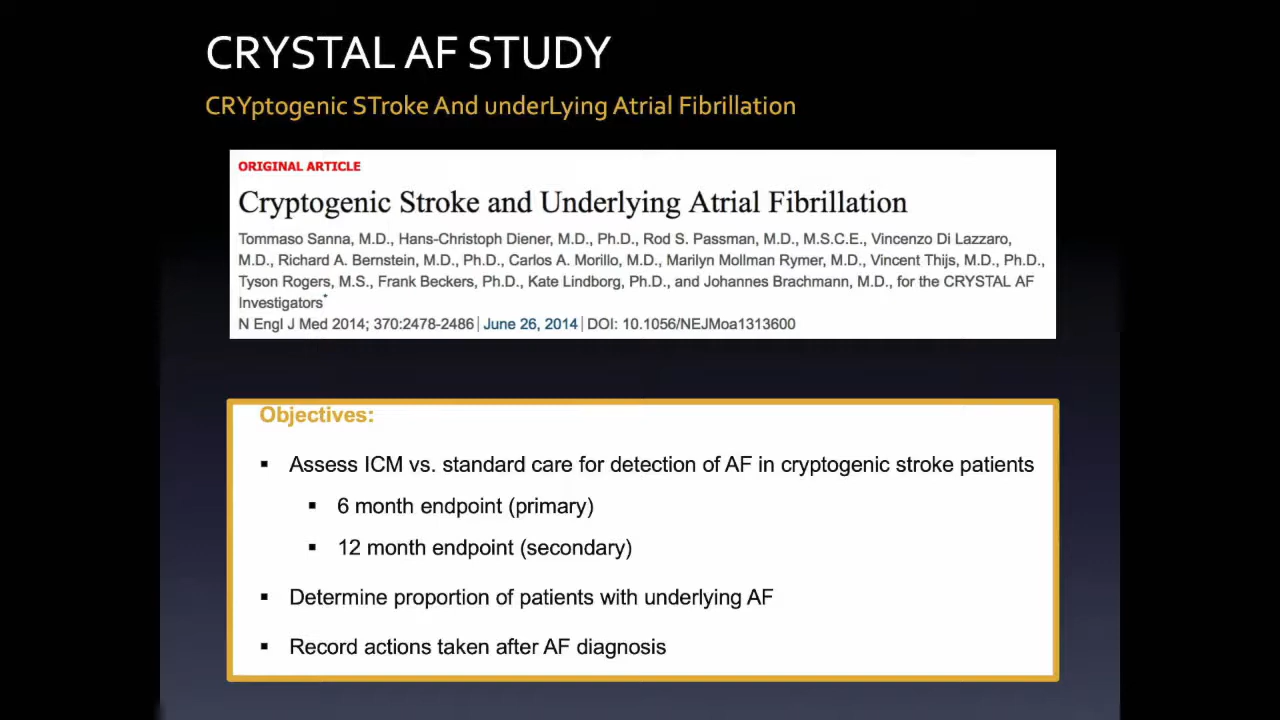 CRYSTAL AF STUDY
CRYptogenic STroke And underLying Atrial Fibrillation
ORIGINAL ARTICLE
Cryptogenic Stroke and Underlying Atrial Fibrillation
Tommaso Sanna, M.D., Hans-Christoph Diener, M.D., Ph.D., Rod S. Passman, M.D., M.S.C.E., Vincenzo Di Lazzaro,
M.D., Richard A. Bernstein, M.D., Ph.D., Carlos A. Morillo, M.D., Marilyn Mollman Rymer, M.D., Vincent Thijs, M.D., Ph.D.,
Tyson Rogers, M.S., Frank Beckers, Ph.D., Kate Lindborg, Ph.D., and Johannes Brachmann, M.D., for the CRYSTAL AF
Investigators*
N Engl J Med 2014; 370:2478-2486 | June 26, 2014 | DOI: 10.1056/NEJMoa1313600
Objectives:
▪ Assess ICM vs. standard care for detection of AF in cryptogenic stroke patients
▪ 6 month endpoint (primary)
▪ 12 month endpoint (secondary)
▪ Determine proportion of patients with underlying AF
▪ Record actions taken after AF diagnosis